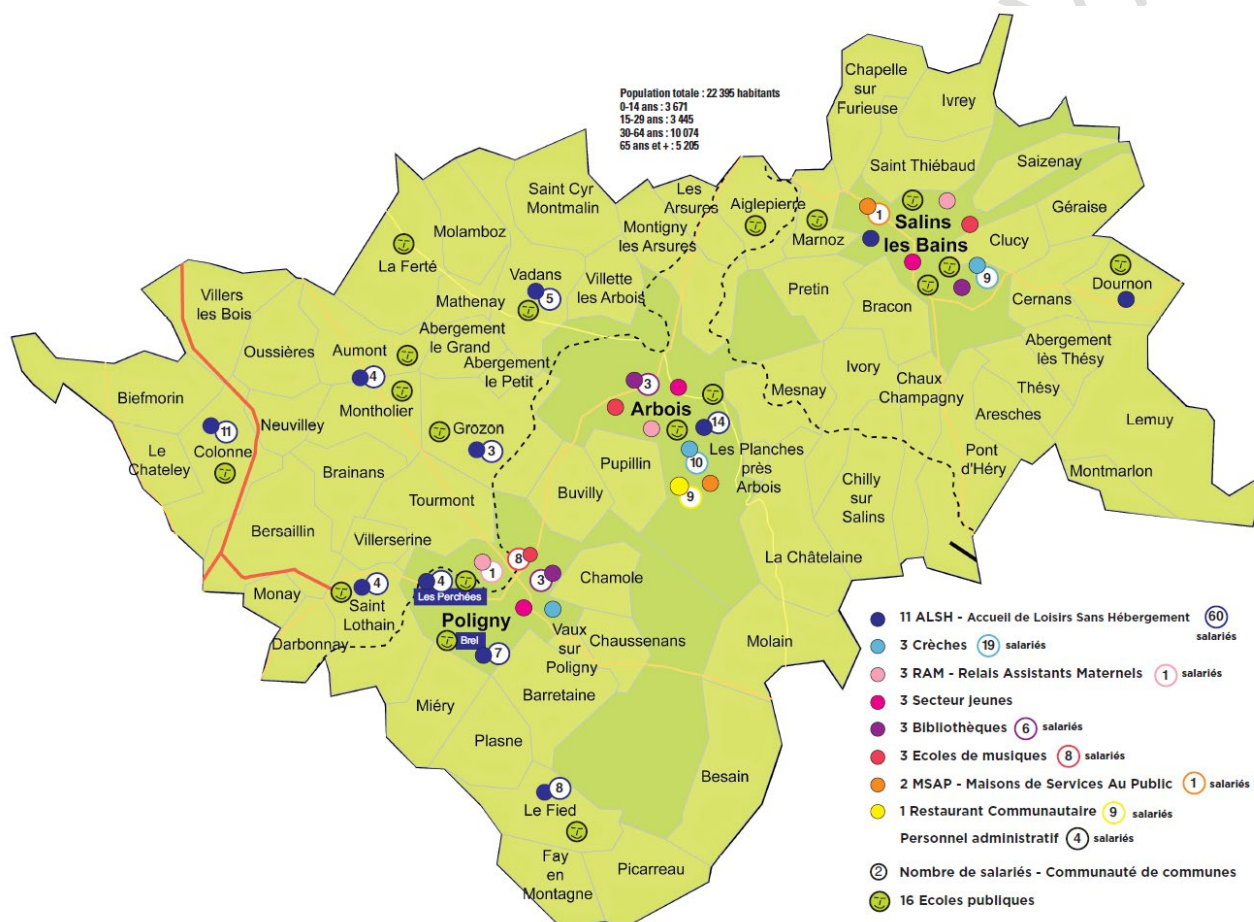 Population totale : 22 395 habitants
0-14 ans : 3 671
15-29 ans : 3 445
30-64 ans : 10 074
65 ans et + : 5 205
Chapelle
sur
Furieuse
Ivrey
Saint Thiébaud
Saizenay
Géraise
Clucy
Salins
les Bains
1
9
Dournon
Cernans
Bracon
Marnoz
Aiglepierre
Les
Arsures
Montigny
les Arsures
Saint Cyr
Montmalin
Molamboz
La Ferté
Vadans
5
Mathenay
Villette
les Arbois
Pretin
Abergement
lès Thésy
Villers
les Bois
Oussières
Aumont
4
Abergement
le Grand
Abergement
le Petit
Montholier
Ivory
Chaux
Champagny
Thésy
Aresches
Lemuy
Mesnay
Biefmorin
11
Le
Chateley
Colonne
Neuvilley
Grozon
3
3
Arbois
14
10
9
Les Planches
près
Arbois
Pupillin
Buvilly
Brainans
Tourmont
Pont
d'Héry
Montmarlon
Chilly
sur
Salins
Bersaillin
Villerserine
La Châtelaine
Monay
4
Saint
Lothain
Darbonnay
4
Les Perchées
1
8
3
Chamole
Poligny
Brel
7
Vaux
sur
Poligny
Chaussenans
Molain
Barretaine
Miéry
Plasne
Besain
8
Le Fied
Fay
en
Montagne
Picarreau
11 ALSH - Accueil de Loisirs Sans Hébergement 60 salariés
3 Crèches 19 salariés
3 RAM - Relais Assistants Maternels 1 salariés
3 Secteur jeunes
3 Bibliothèques 6 salariés
3 Ecoles de musiques 8 salariés
2 MSAP - Maisons de Services Au Public 1 salariés
1 Restaurant Communautaire 9 salariés
Personnel administratif 4 salariés
2 Nombre de salariés - Communauté de communes
16 Ecoles publiques